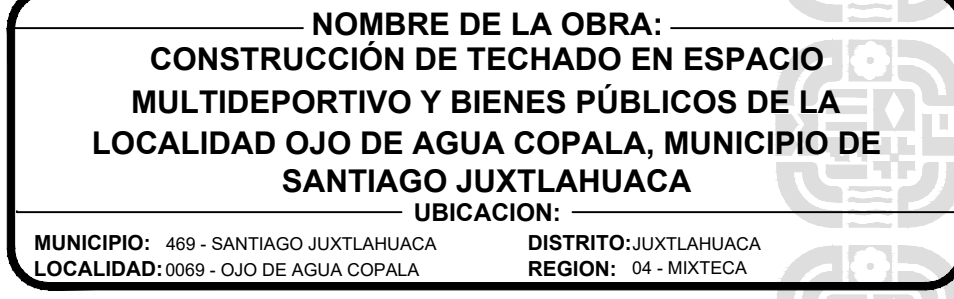 NOMBRE DE LA OBRA:
CONSTRUCCIÓN DE TECHADO EN ESPACIO
MULTIDEPORTIVO Y BIENES PÚBLICOS DE LA
LOCALIDAD OJO DE AGUA COPALA, MUNICIPIO DE
SANTIAGO JUXTLAHUACA
UBICACION:
MUNICIPIO: 469 - SANTIAGO JUXTLAHUACA DISTRITO: JUXTLAHUACA
LOCALIDAD: 0069 - OJO DE AGUA COPALA REGION: 04 - MIXTECA